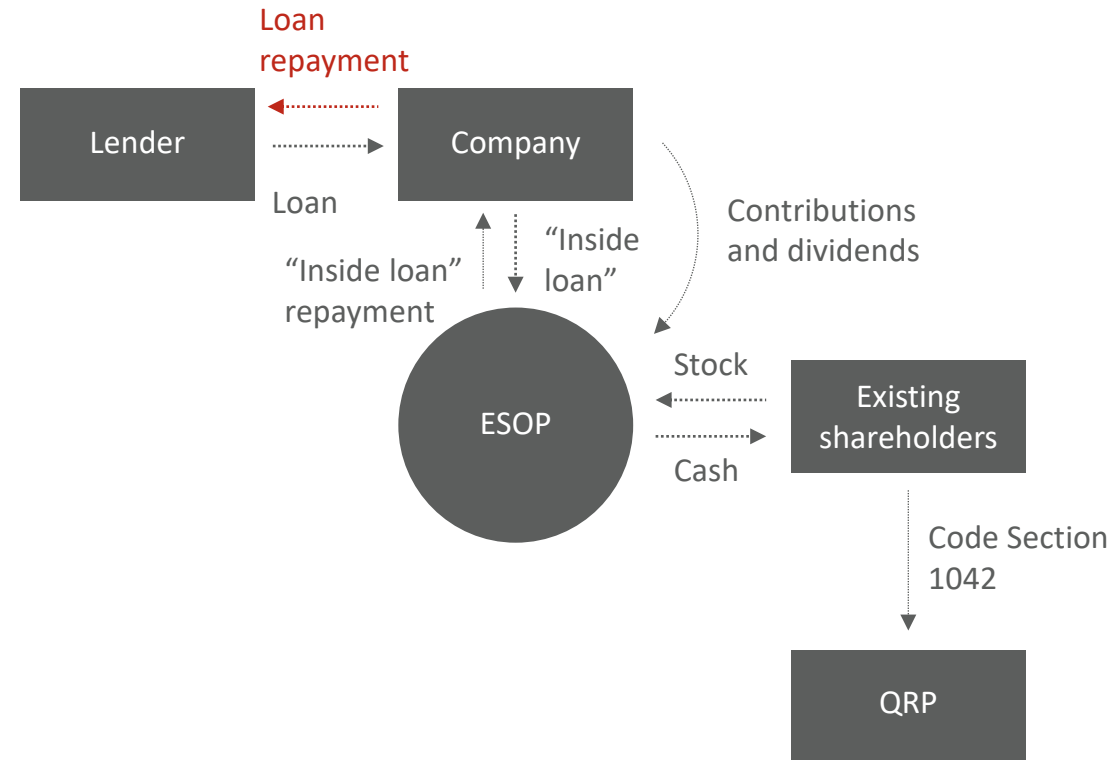 Loan
repayment
Lender
Company
Loan
Contributions
and dividends
“Inside
loan”
“Inside loan”
repayment
Stock
ESOP
Existing
shareholders
Cash
Code Section
1042
QRP